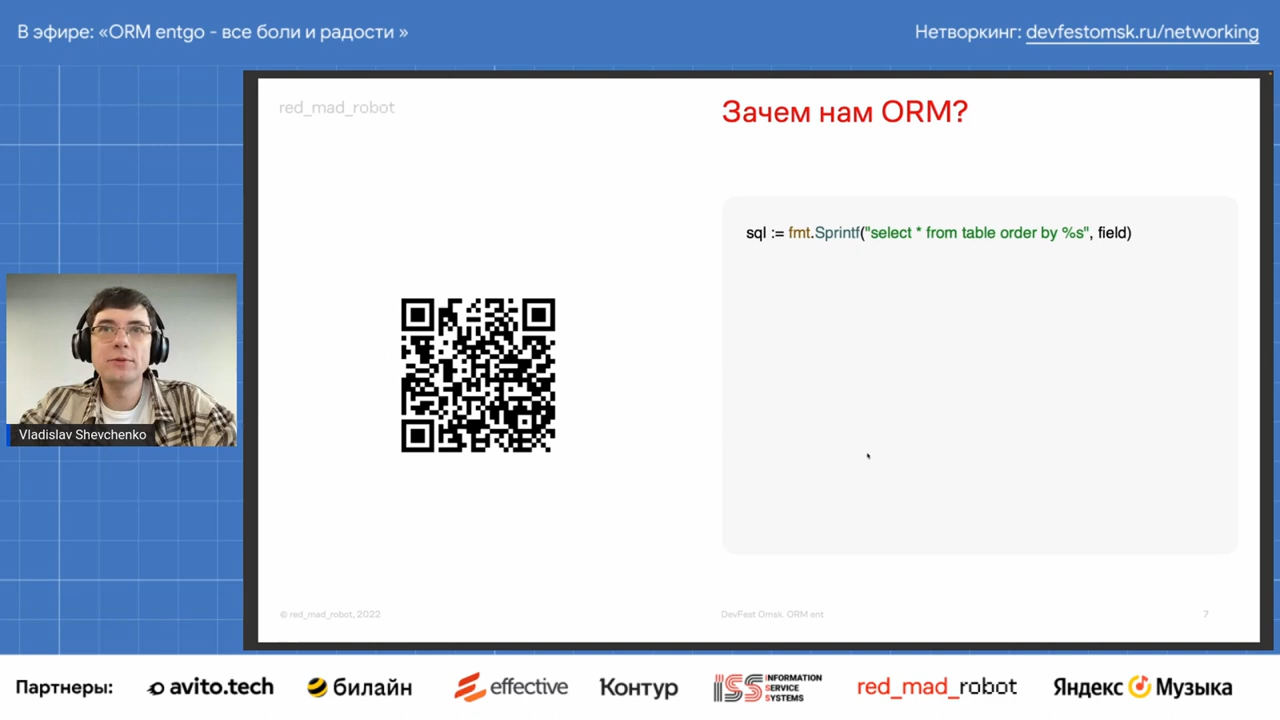 В эфире: «ORM entgo - все боли и радости »
Нетворкинг: devfestomsk.ru/networking
red_mad_robot
Зачем нам ORM?
sql := fmt.Sprintf("select * from table order by %s", field)
Vladislav Shevchenko
© red_mad_robot, 2022
DevFest Omsk. ORM ent
7
Партнеры:
avito.tech
билайн
effective
Контур
ISS INFORMATION
SERVICE
SYSTEMS
red_mad_robot
Яндекс Музыка